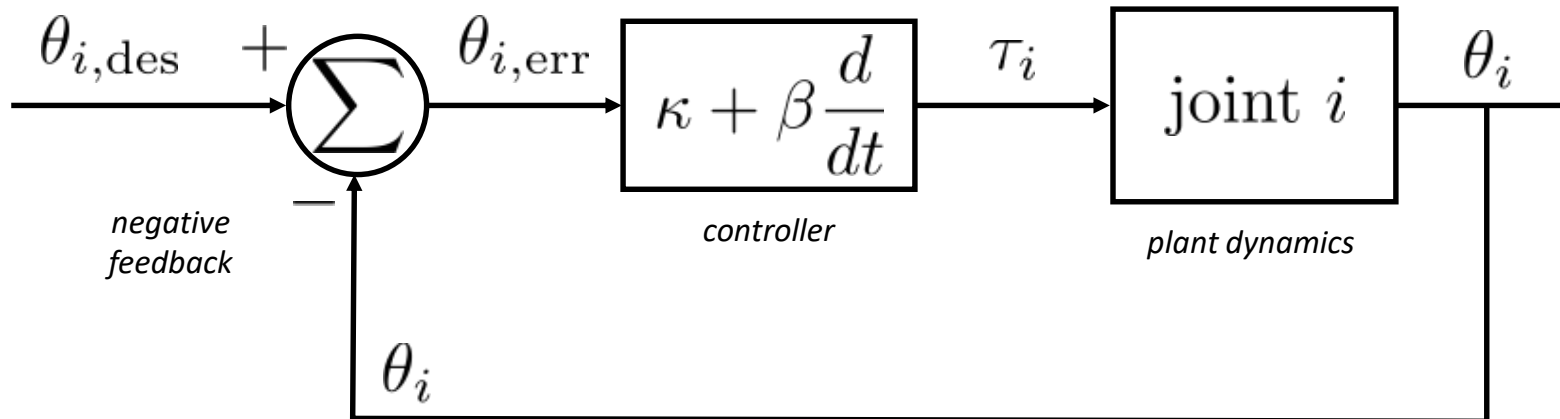 θ_{i,des}
+
∑
θ_{i,err}
κ + β d/dt
τ_i
joint i
θ_i
−
negative
feedback
controller
plant dynamics
θ_i